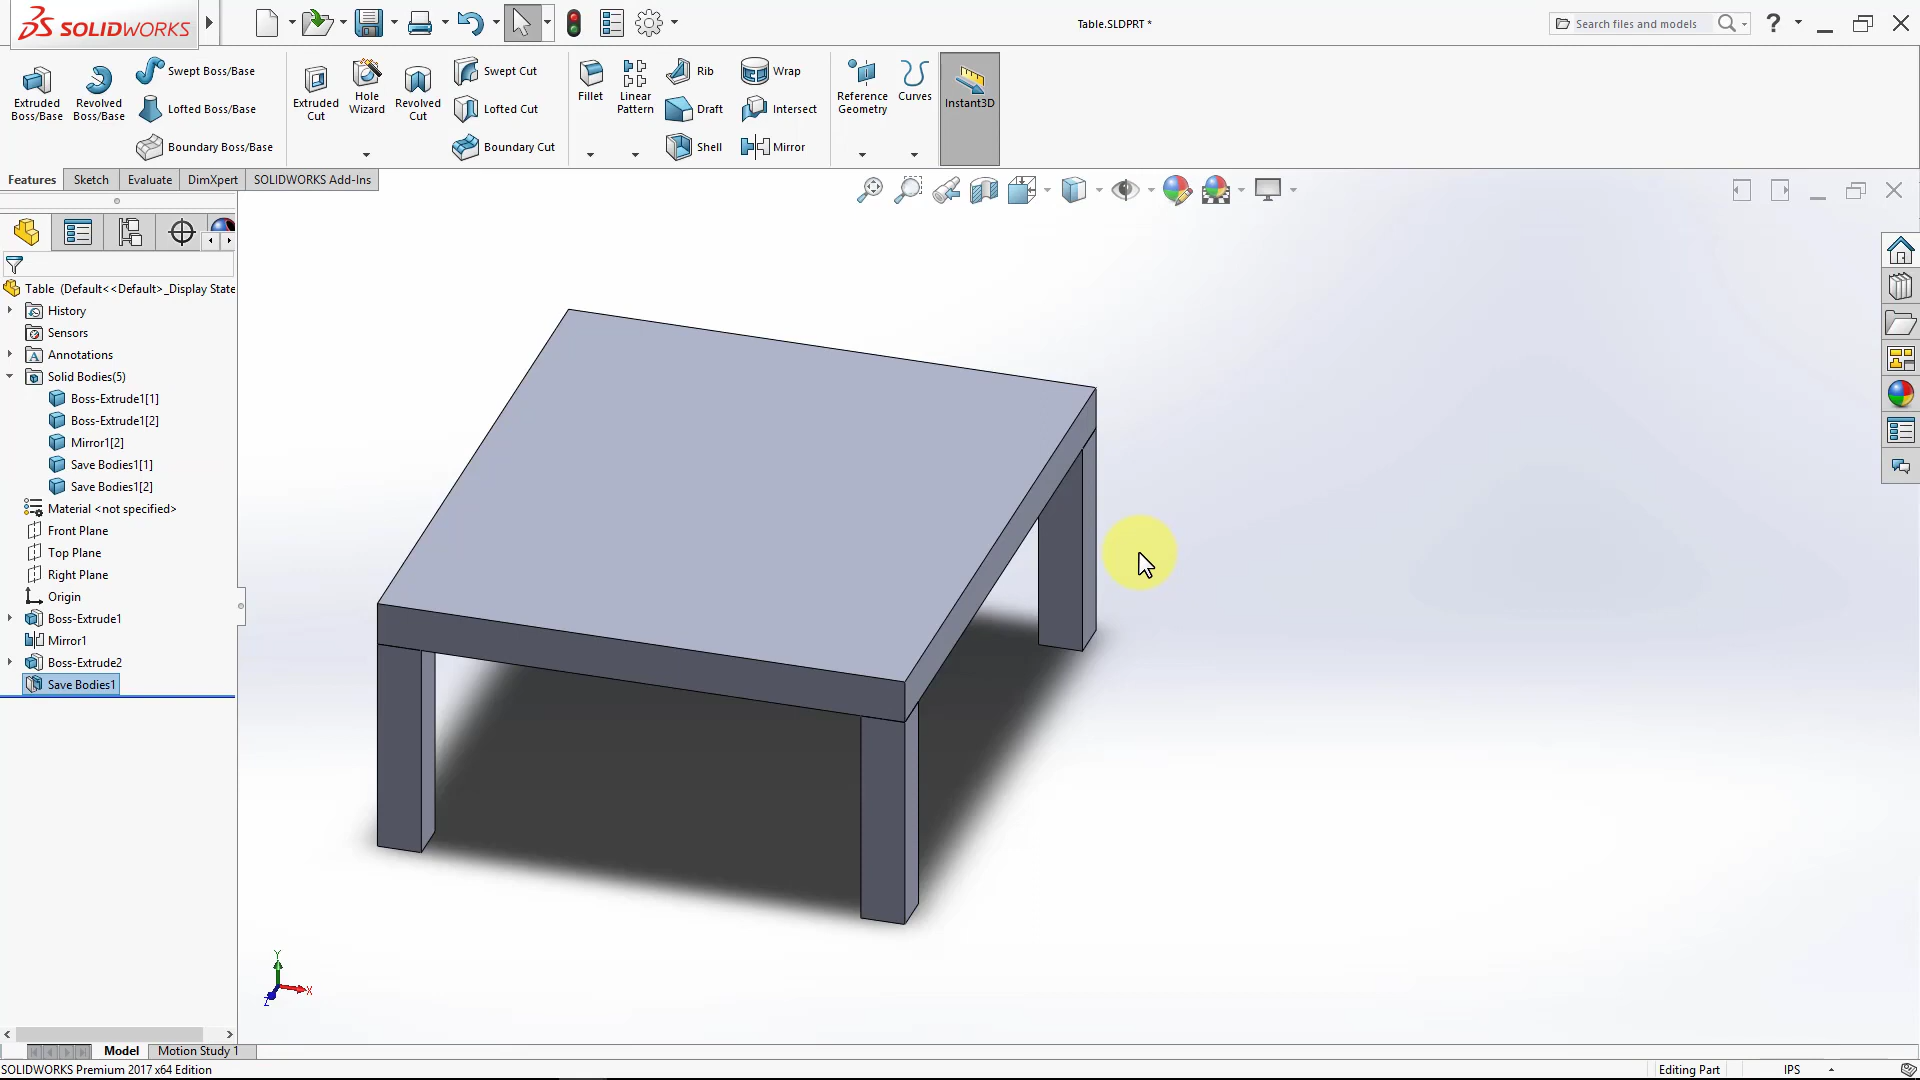 SOLIDWORKS
Table.SLDPRT *
Search files and models
?
Extruded
Boss/Base
Revolved
Boss/Base
Swept Boss/Base
Lofted Boss/Base
Boundary Boss/Base
Extruded
Cut
Hole
Wizard
Revolved
Cut
Swept Cut
Lofted Cut
Boundary Cut
Fillet
Linear
Pattern
Rib
Draft
Shell
Wrap
Intersect
Mirror
Reference
Geometry
Curves
Instant3D
Features
Sketch
Evaluate
DimXpert
SOLIDWORKS Add-Ins
Table (Default<<Default>_Display State
History
Sensors
A
Annotations
Solid Bodies(5)
Boss-Extrude1[1]
Boss-Extrude1[2]
Mirror1[2]
Save Bodies1[1]
Save Bodies1[2]
Material <not specified>
Front Plane
Top Plane
Right Plane
Origin
Boss-Extrude1
Mirror1
Boss-Extrude2
Save Bodies1
Y
X
Z
Model
Motion Study 1
SOLIDWORKS Premium 2017 x64 Edition
Editing Part
IPS